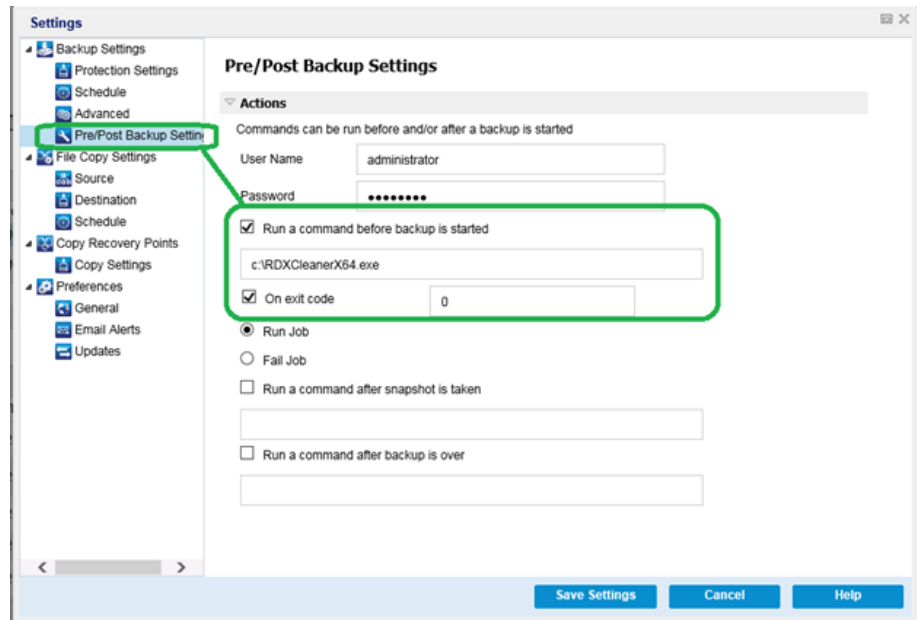 Settings
Backup Settings
Protection Settings
Schedule
Advanced
Pre/Post Backup Settin
File Copy Settings
Source
Destination
Schedule
Copy Recovery Points
Copy Settings
Preferences
General
Email Alerts
Updates
Pre/Post Backup Settings
Actions
Commands can be run before and/or after a backup is started
User Name administrator
Password ••••••••
Run a command before backup is started
c:\RDXCleanerX64.exe
On exit code 0
Run Job
Fail Job
Run a command after snapshot is taken
Run a command after backup is over
Save Settings Cancel Help